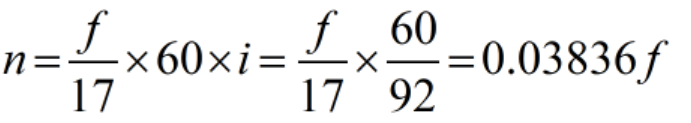 n = f/17 × 60 × i = f/17 × 60/92 = 0.03836f